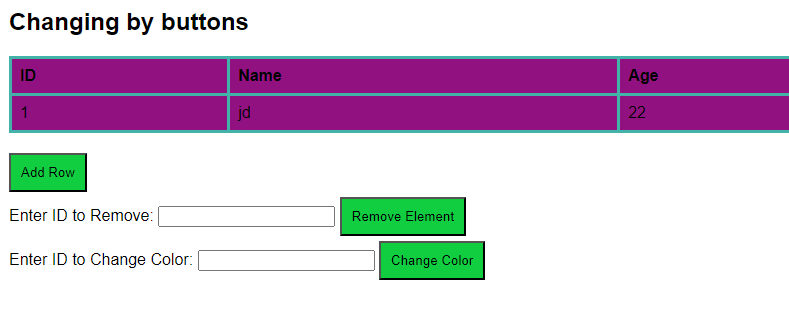 Changing by buttons
ID Name Age
1 jd 22
Add Row
Enter ID to Remove: Remove Element
Enter ID to Change Color: Change Color